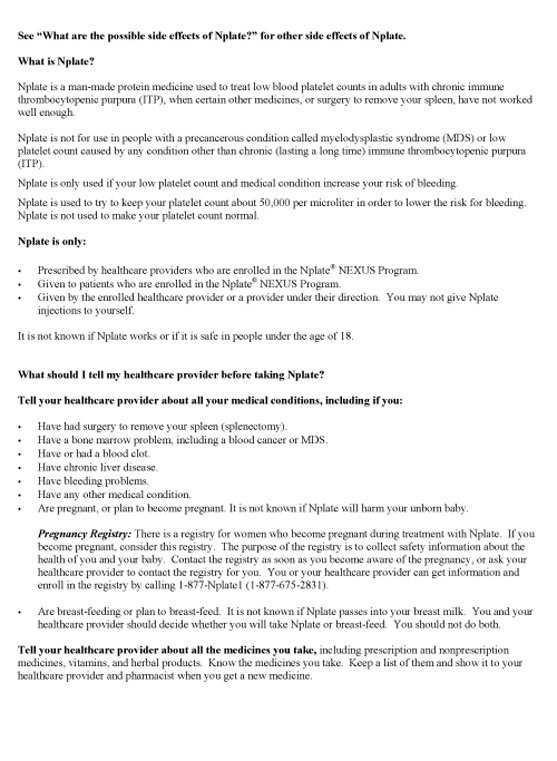 See “What are the possible side effects of Nplate?” for other side effects of Nplate.
What is Nplate?
Nplate is a man-made protein medicine used to treat low blood platelet counts in adults with chronic immune
thrombocytopenic purpura (ITP), when certain other medicines, or surgery to remove your spleen, have not worked
well enough.
Nplate is not for use in people with a precancerous condition called myelodysplastic syndrome (MDS) or low
platelet count caused by any condition other than chronic (lasting a long time) immune thrombocytopenic purpura
(ITP).
Nplate is only used if your low platelet count and medical condition increase your risk of bleeding.
Nplate is used to try to keep your platelet count about 50,000 per microliter in order to lower the risk for bleeding.
Nplate is not used to make your platelet count normal.
Nplate is only:
• Prescribed by healthcare providers who are enrolled in the Nplate® NEXUS Program.
• Given to patients who are enrolled in the Nplate® NEXUS Program.
• Given by the enrolled healthcare provider or a provider under their direction. You may not give Nplate
injections to yourself.
It is not known if Nplate works or if it is safe in people under the age of 18.
What should I tell my healthcare provider before taking Nplate?
Tell your healthcare provider about all your medical conditions, including if you:
• Have had surgery to remove your spleen (splenectomy).
• Have a bone marrow problem, including a blood cancer or MDS.
• Have or had a blood clot.
• Have chronic liver disease.
• Have bleeding problems.
• Have any other medical condition.
• Are pregnant, or plan to become pregnant. It is not known if Nplate will harm your unborn baby.
Pregnancy Registry: There is a registry for women who become pregnant during treatment with Nplate. If you
become pregnant, consider this registry. The purpose of the registry is to collect safety information about the
health of you and your baby. Contact the registry as soon as you become aware of the pregnancy, or ask your
healthcare provider to contact the registry for you. You or your healthcare provider can get information and
enroll in the registry by calling 1-877-Nplate1 (1-877-675-2831).
• Are breast-feeding or plan to breast-feed. It is not known if Nplate passes into your breast milk. You and your
healthcare provider should decide whether you will take Nplate or breast-feed. You should not do both.
Tell your healthcare provider about all the medicines you take, including prescription and nonprescription
medicines, vitamins, and herbal products. Know the medicines you take. Keep a list of them and show it to your
healthcare provider and pharmacist when you get a new medicine.